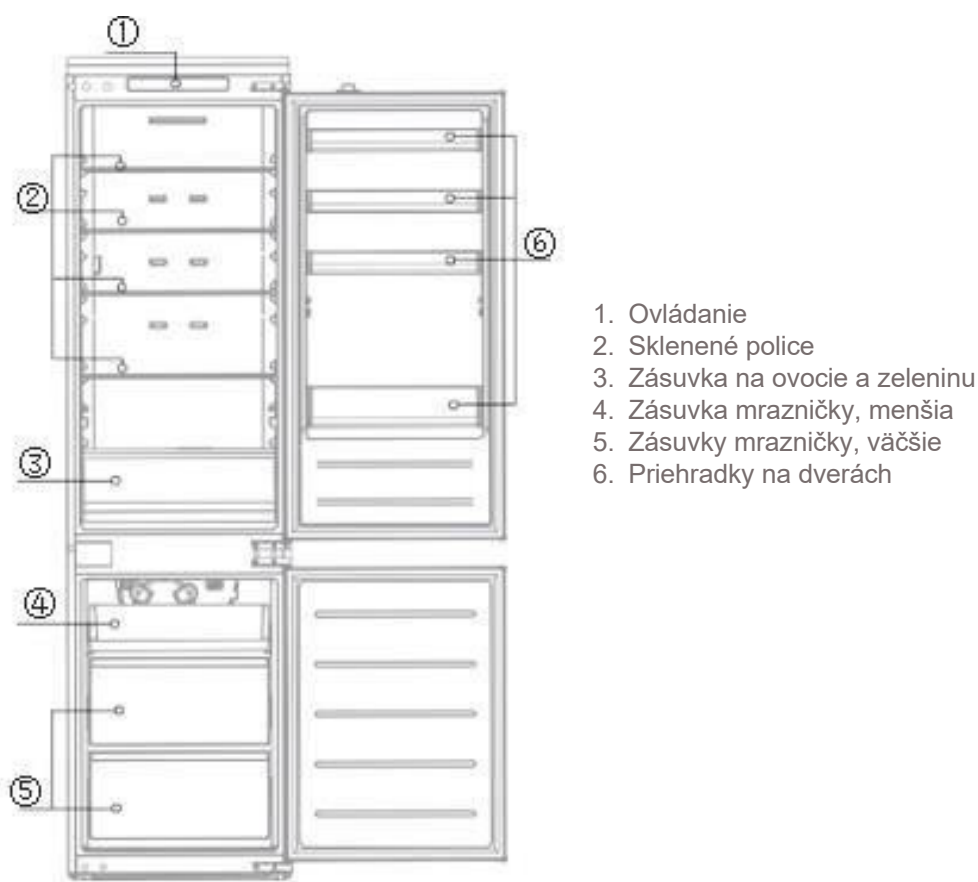 ①
②
⑥
③
④
⑤
1. Ovládanie
2. Sklenené police
3. Zásuvka na ovocie a zeleninu
4. Zásuvka mrazničky, menšia
5. Zásuvky mrazničky, väčšie
6. Priehradky na dverách